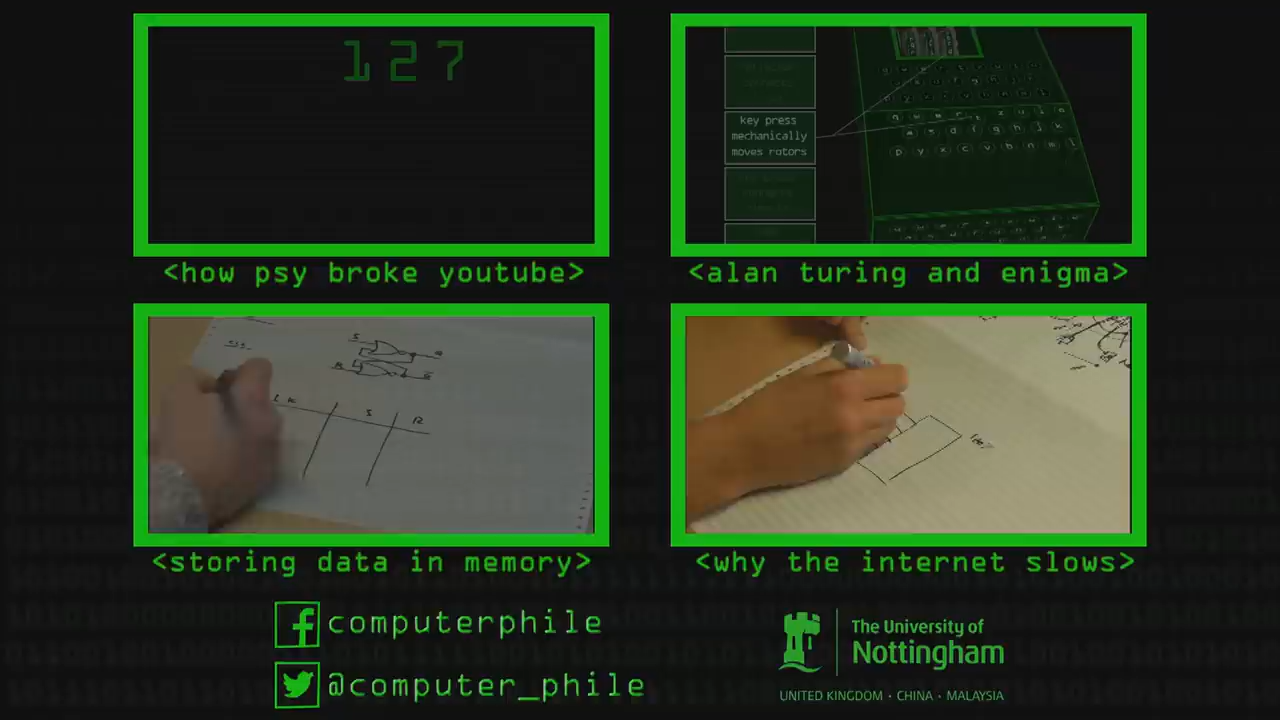 127
key press
mechanically
moves rotors
<how psy broke youtube>
<alan turing and enigma>
S
R
Q
S
R
<storing data in memory>
<why the internet slows>
computerphile
@computer_phile
The University of
Nottingham
UNITED KINGDOM · CHINA · MALAYSIA